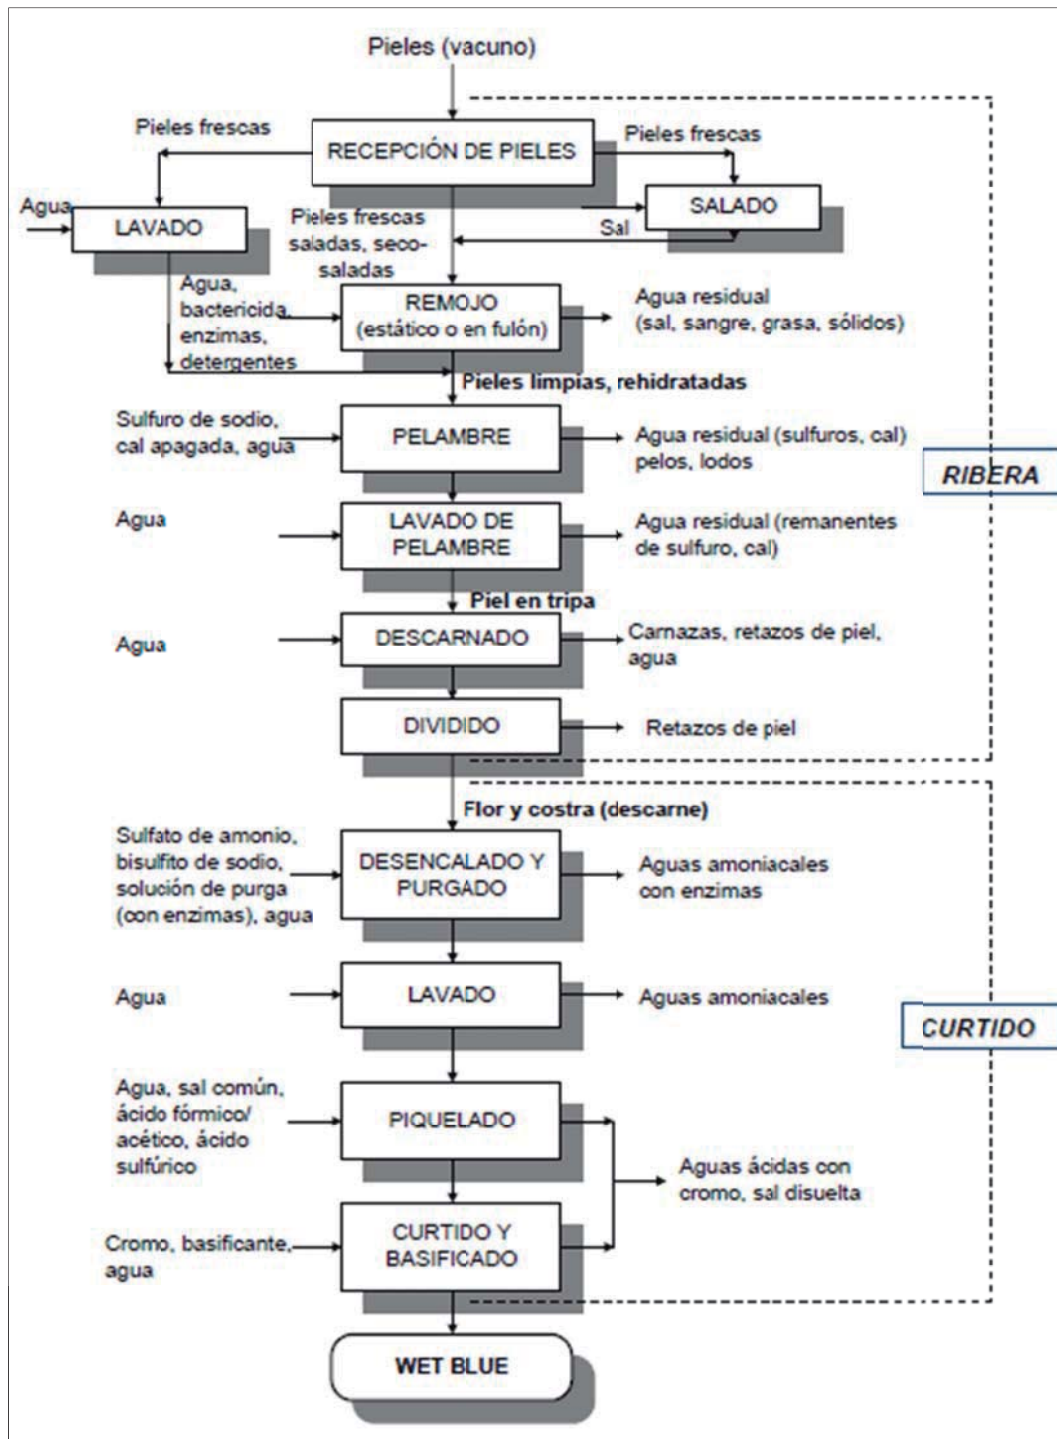 Pieles (vacuno)
Pieles frescas
RECEPCIÓN DE PIELES
Pieles frescas
Agua
LAVADO
Pieles frescas
saladas, seco-
saladas
Sal
SALADO
Agua,
bactericida,
enzimas,
detergentes
REMOJO
(estático o en fulón)
Agua residual
(sal, sangre, grasa, sólidos)
Pieles limpias, rehidratadas
Sulfuro de sodio,
cal apagada, agua
PELAMBRE
Agua residual (sulfuros, cal)
pelos, lodos
RIBERA
Agua
LAVADO DE
PELAMBRE
Agua residual (remanentes
de sulfuro, cal)
Piel en tripa
Agua
DESCARNADO
Carnazas, retazos de piel,
agua
DIVIDIDO
Retazos de piel
Flor y costra (descarne)
Sulfato de amonio,
bisulfito de sodio,
solución de purga
(con enzimas), agua
DESENCALADO Y
PURGADO
Aguas amoniacales
con enzimas
Agua
LAVADO
Aguas amoniacales
CURTIDO
Agua, sal común,
ácido fórmico/
acético, ácido
sulfúrico
PIQUELADO
Aguas ácidas con
cromo, sal disuelta
Cromo, basificante,
agua
CURTIDO Y
BASIFICADO
WET BLUE